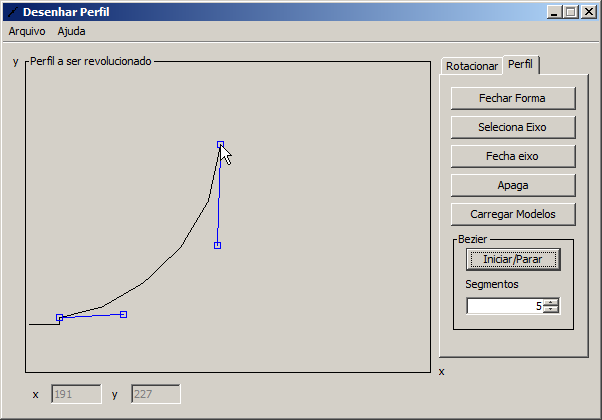 Desenhar Perfil
Arquivo Ajuda
y Perfil a ser revolucionado
Rotacionar Perfil
Fechar Forma
Seleciona Eixo
Fecha eixo
Apaga
Carregar Modelos
Bezier
Iniciar/Parar
Segmentos
5
x
x 191 y 227